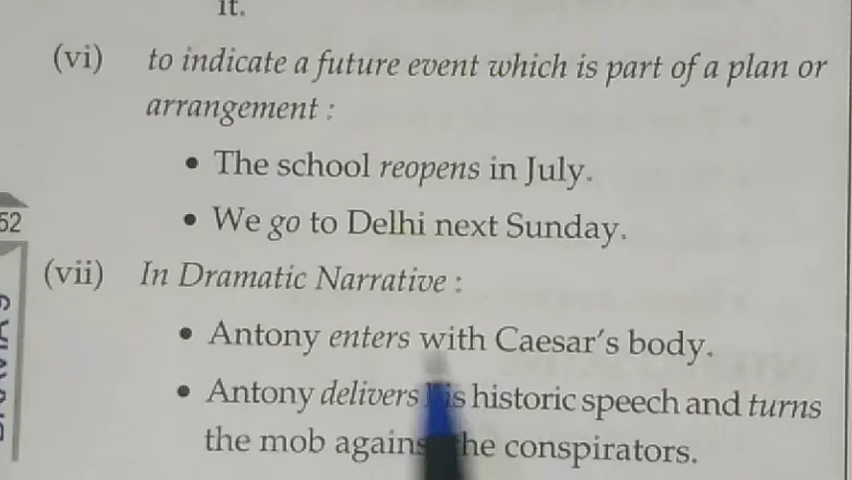 it.
(vi) to indicate a future event which is part of a plan or
arrangement :
• The school reopens in July.
• We go to Delhi next Sunday.
52
(vii) In Dramatic Narrative :
• Antony enters with Caesar's body.
• Antony delivers his historic speech and turns
the mob against the conspirators.